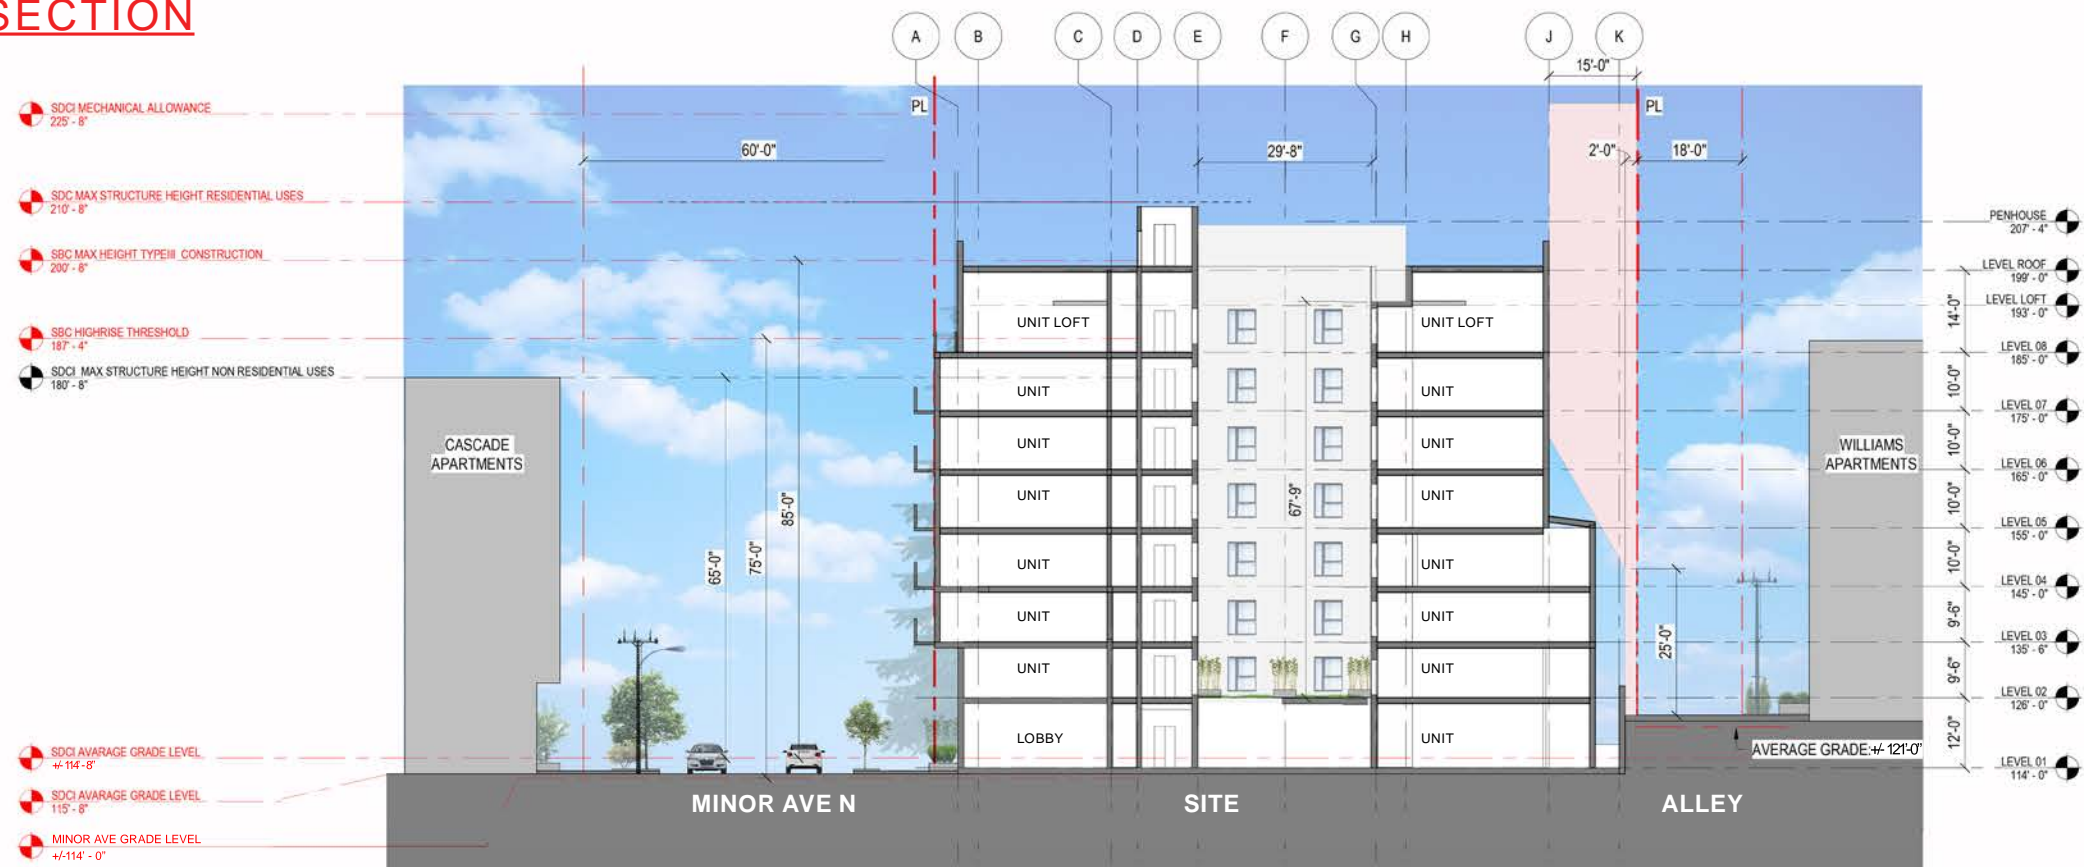 SECTION
A
B
C
D
E
F
G
H
J
K
15'-0"
SDCI MECHANICAL ALLOWANCE
225' - 8"
PL
PL
60'-0"
29'-8"
2'-0"
18'-0"
SDC MAX STRUCTURE HEIGHT RESIDENTIAL USES
210' - 8"
PENHOUSE
207' - 4"
SBC MAX HEIGHT TYPEIII CONSTRUCTION
200' - 8"
LEVEL ROOF
199' - 0"
LEVEL LOFT
193' - 0"
14'-0"
UNIT LOFT
UNIT LOFT
SBC HIGHRISE THRESHOLD
187' - 4"
LEVEL 08
185' - 0"
SDCI MAX STRUCTURE HEIGHT NON RESIDENTIAL USES
180' - 8"
10'-0"
UNIT
UNIT
LEVEL 07
175' - 0"
CASCADE
APARTMENTS
UNIT
UNIT
WILLIAMS
APARTMENTS
10'-0"
LEVEL 06
165' - 0"
85'-0"
UNIT
67'-9"
UNIT
10'-0"
LEVEL 05
155' - 0"
65'-0"
75'-0"
UNIT
UNIT
10'-0"
LEVEL 04
145' - 0"
UNIT
UNIT
9'-6"
LEVEL 03
135' - 6"
25'-0"
UNIT
UNIT
9'-6"
LEVEL 02
126' - 0"
LOBBY
UNIT
12'-0"
AVERAGE GRADE:+/- 121'-0"
SDCI AVARAGE GRADE LEVEL
+/-114'-8"
LEVEL 01
114' - 0"
SDCI AVARAGE GRADE LEVEL
115' - 8"
MINOR AVE N
SITE
ALLEY
MINOR AVE GRADE LEVEL
+/-114' - 0"